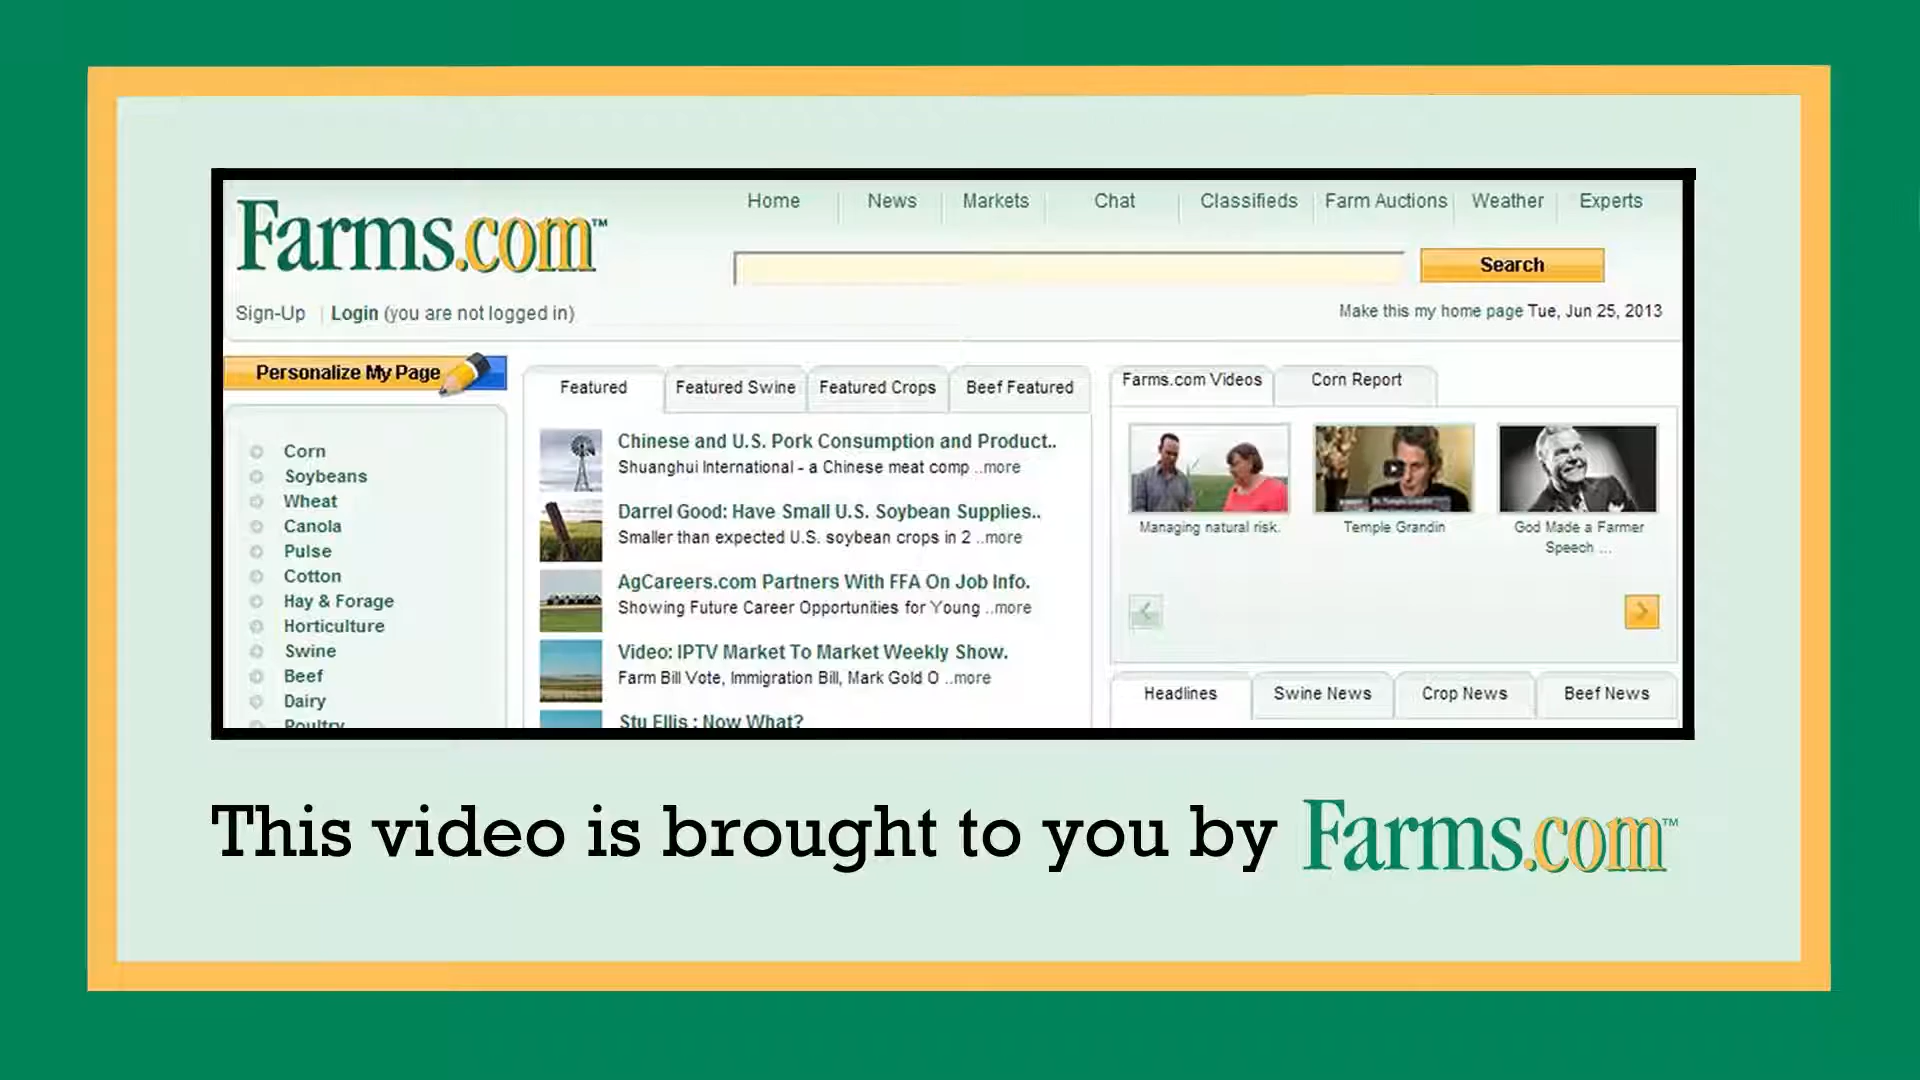 Farms.com™
Home News Markets Chat Classifieds Farm Auctions Weather Experts
Search
Sign-Up Login (you are not logged in)
Make this my home page Tue, Jun 25, 2013
Personalize My Page
Corn
Soybeans
Wheat
Canola
Pulse
Cotton
Hay & Forage
Horticulture
Swine
Beef
Dairy
Poultry
Featured Featured Swine Featured Crops Beef Featured
Chinese and U.S. Pork Consumption and Product..
Shuanghui International - a Chinese meat comp ..more
Darrel Good: Have Small U.S. Soybean Supplies..
Smaller than expected U.S. soybean crops in 2 ..more
AgCareers.com Partners With FFA On Job Info.
Showing Future Career Opportunities for Young ..more
Video: IPTV Market To Market Weekly Show.
Farm Bill Vote, Immigration Bill, Mark Gold O ..more
Stu Ellis : Now What?
Farms.com Videos Corn Report
Managing natural risk.
Temple Grandin
God Made a Farmer
Speech ...
Headlines Swine News Crop News Beef News
This video is brought to you by Farms.com™